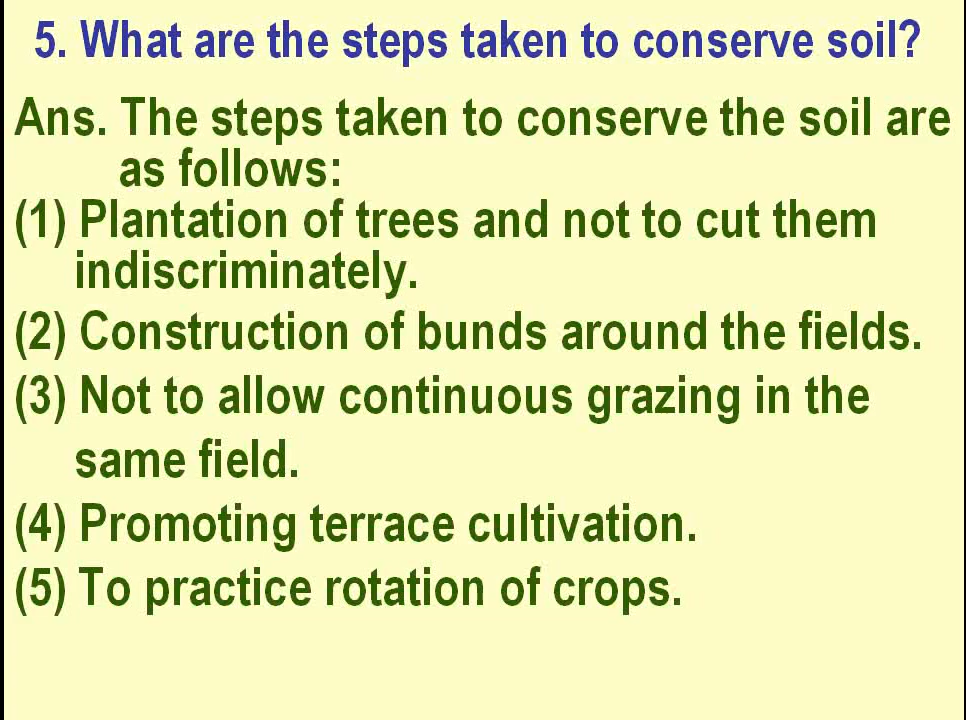 5. What are the steps taken to conserve soil?
Ans. The steps taken to conserve the soil are
as follows:
(1) Plantation of trees and not to cut them
indiscriminately.
(2) Construction of bunds around the fields.
(3) Not to allow continuous grazing in the
same field.
(4) Promoting terrace cultivation.
(5) To practice rotation of crops.